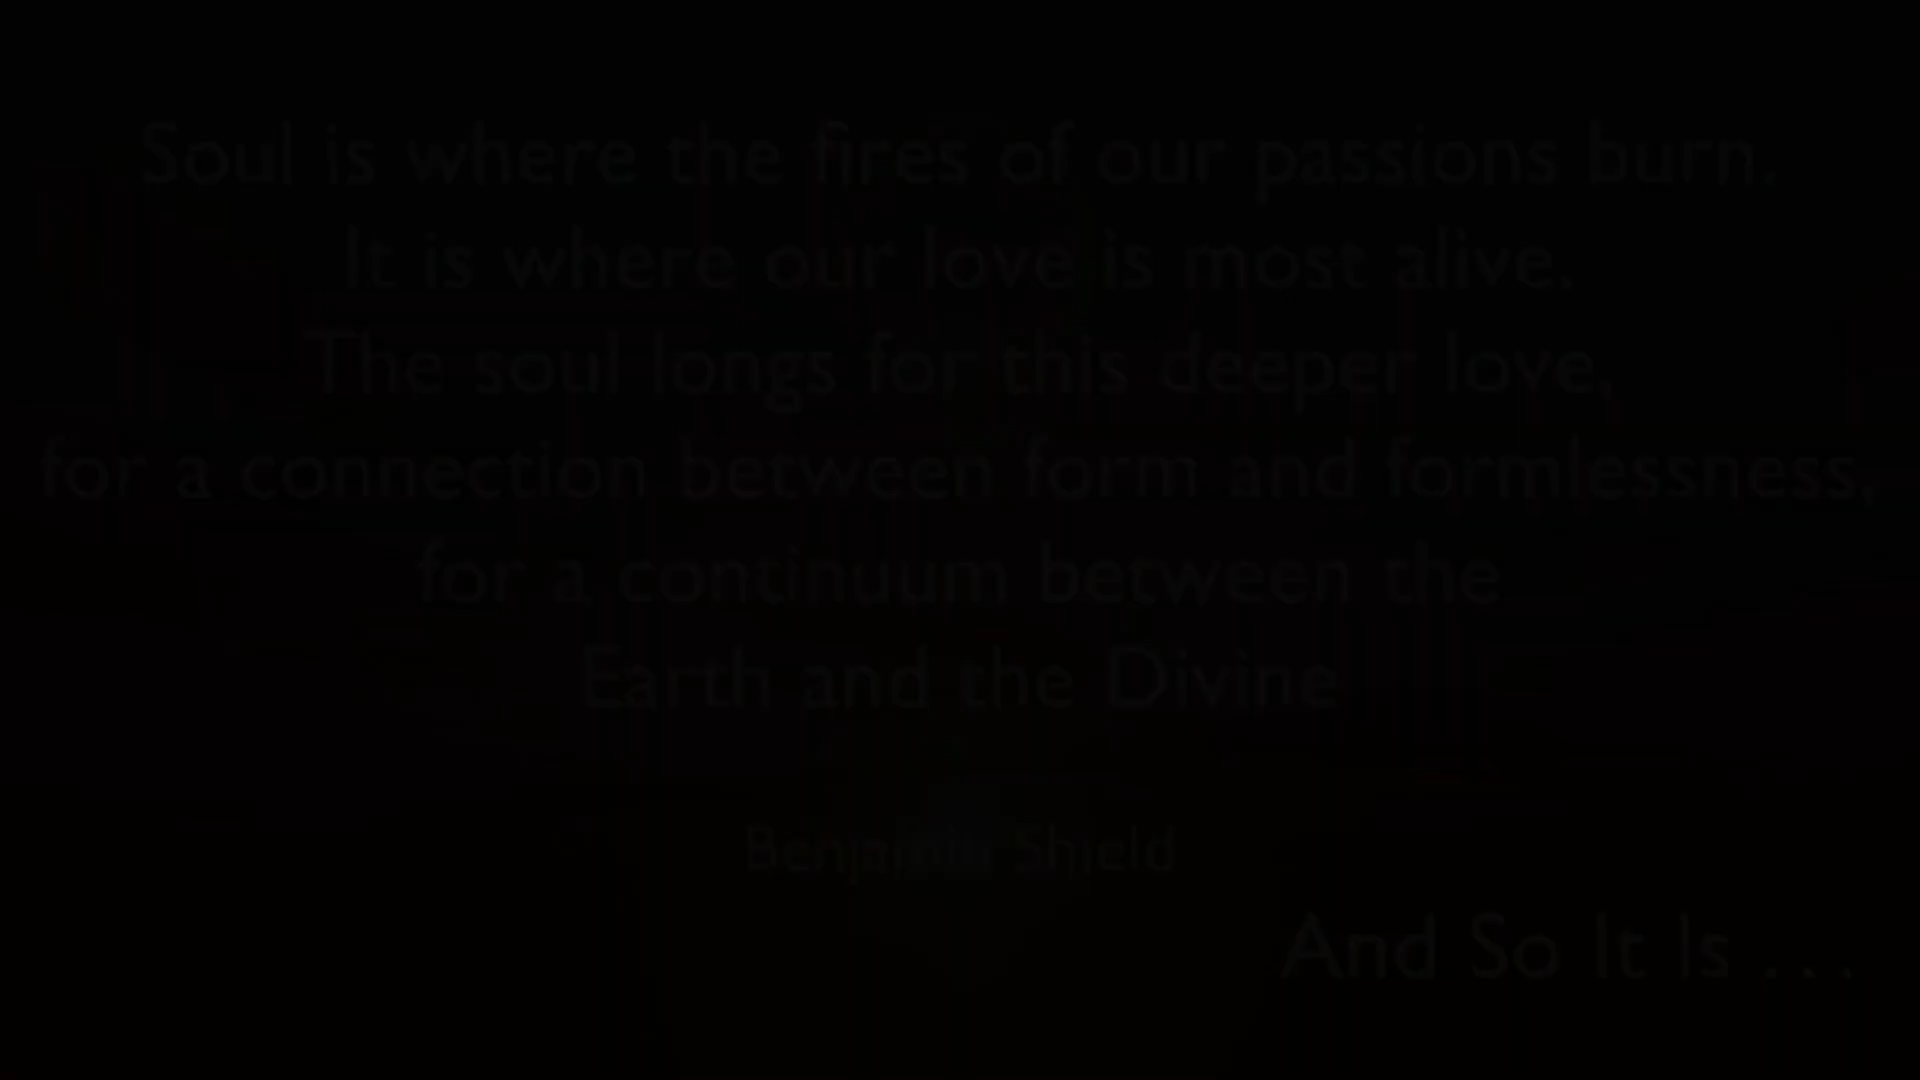 Soul is where the fires of our passions burn.
It is where our love is most alive.
The soul longs for this deeper love,
for a connection between form and formlessness,
for a continuum between the
Earth and the Divine
Benjamin Shield
And So It Is . . .